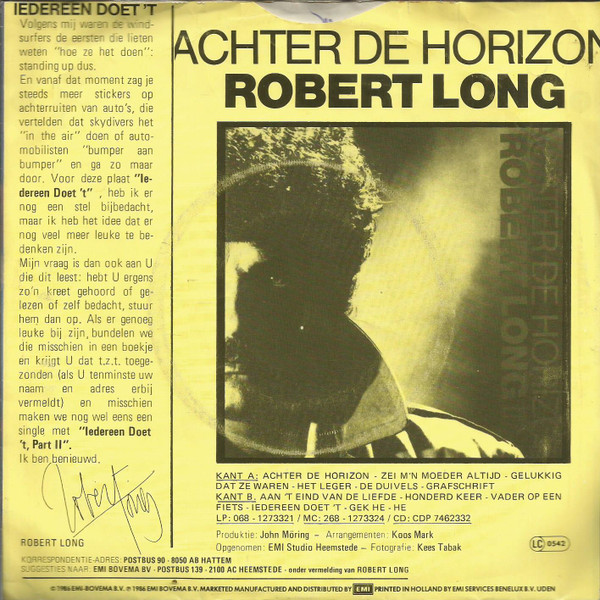 IEDEREEN DOET 'T
Volgens mij waren de wind-
surfers de eersten die lieten
weten "hoe ze het doen":
standing up dus.
En vanaf dat moment zag je
steeds meer stickers op
achterruiten van auto's, die
vertelden dat skydivers het
"in the air" doen of auto-
mobilisten "bumper aan
bumper" en ga zo maar
door. Voor deze plaat "Ie-
dereen Doet 't" , heb ik er
nog een stel bijbedacht,
maar ik heb het idee dat er
nog veel meer leuke te be-
denken zijn.
Mijn vraag is dan ook aan U
die dit leest: hebt U ergens
zo'n kreet gehoord of ge-
lezen of zelf bedacht, stuur
hem dan op. Als er genoeg
leuke bij zijn, bundelen we
die misschien in een boekje
en krijgt U dat t.z.t. toege-
zonden (als U tenminste uw
naam en adres erbij
vermeldt) en misschien
maken we nog wel eens een
single met "Iedereen Doet
't, Part II".
Ik ben benieuwd.
Robert Long
ROBERT LONG
ACHTER DE HORIZON
ROBERT LONG
ACHTER DE HORI
ROBERT LON
KANT A: ACHTER DE HORIZON - ZEI M'N MOEDER ALTIJD - GELUKKIG
DAT ZE WAREN - HET LEGER - DE DUIVELS - GRAFSCHRIFT
KANT B, AAN 'T EIND VAN DE LIEFDE - HONDERD KEER - VADER OP EEN
FIETS - IEDEREEN DOET 'T - GEK HE - HE
LP: 068 - 1273321 / MC: 268 - 1273324 / CD: CDP 7462332
Produktie: John Möring - Arrangementen: Koos Mark
Opgenomen: EMI Studio Heemstede - Fotografie: Kees Tabak
LC 0542
KORRESPONDENTIE-ADRES: POSTBUS 90 - 8050 AB HATTEM
SUGGESTIES NAAR: EMI BOVEMA BV - POSTBUS 139 - 2100 AC HEEMSTEDE - onder vermelding van ROBERT LONG
© 1986 EMI-BOVEMA B.V. ℗ 1986 EMI BOVEMA B.V. MARKETED MANUFACTURED AND DISTRIBUTED BY EMI PRINTED IN HOLLAND BY EMI SERVICES BENELUX B.V. UDEN